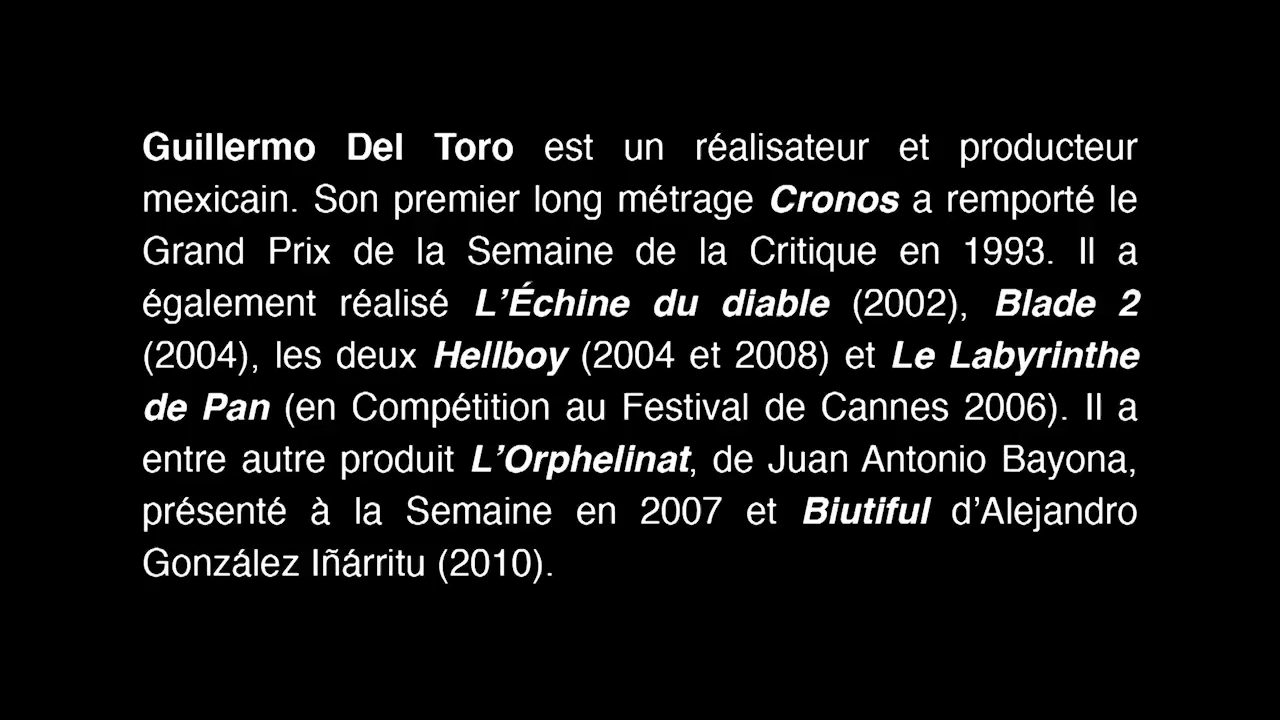 Guillermo Del Toro est un réalisateur et producteur
mexicain. Son premier long métrage Cronos a remporté le
Grand Prix de la Semaine de la Critique en 1993. Il a
également réalisé L’Échine du diable (2002), Blade 2
(2004), les deux Hellboy (2004 et 2008) et Le Labyrinthe
de Pan (en Compétition au Festival de Cannes 2006). Il a
entre autre produit L’Orphelinat, de Juan Antonio Bayona,
présenté à la Semaine en 2007 et Biutiful d’Alejandro
González Iñárritu (2010).